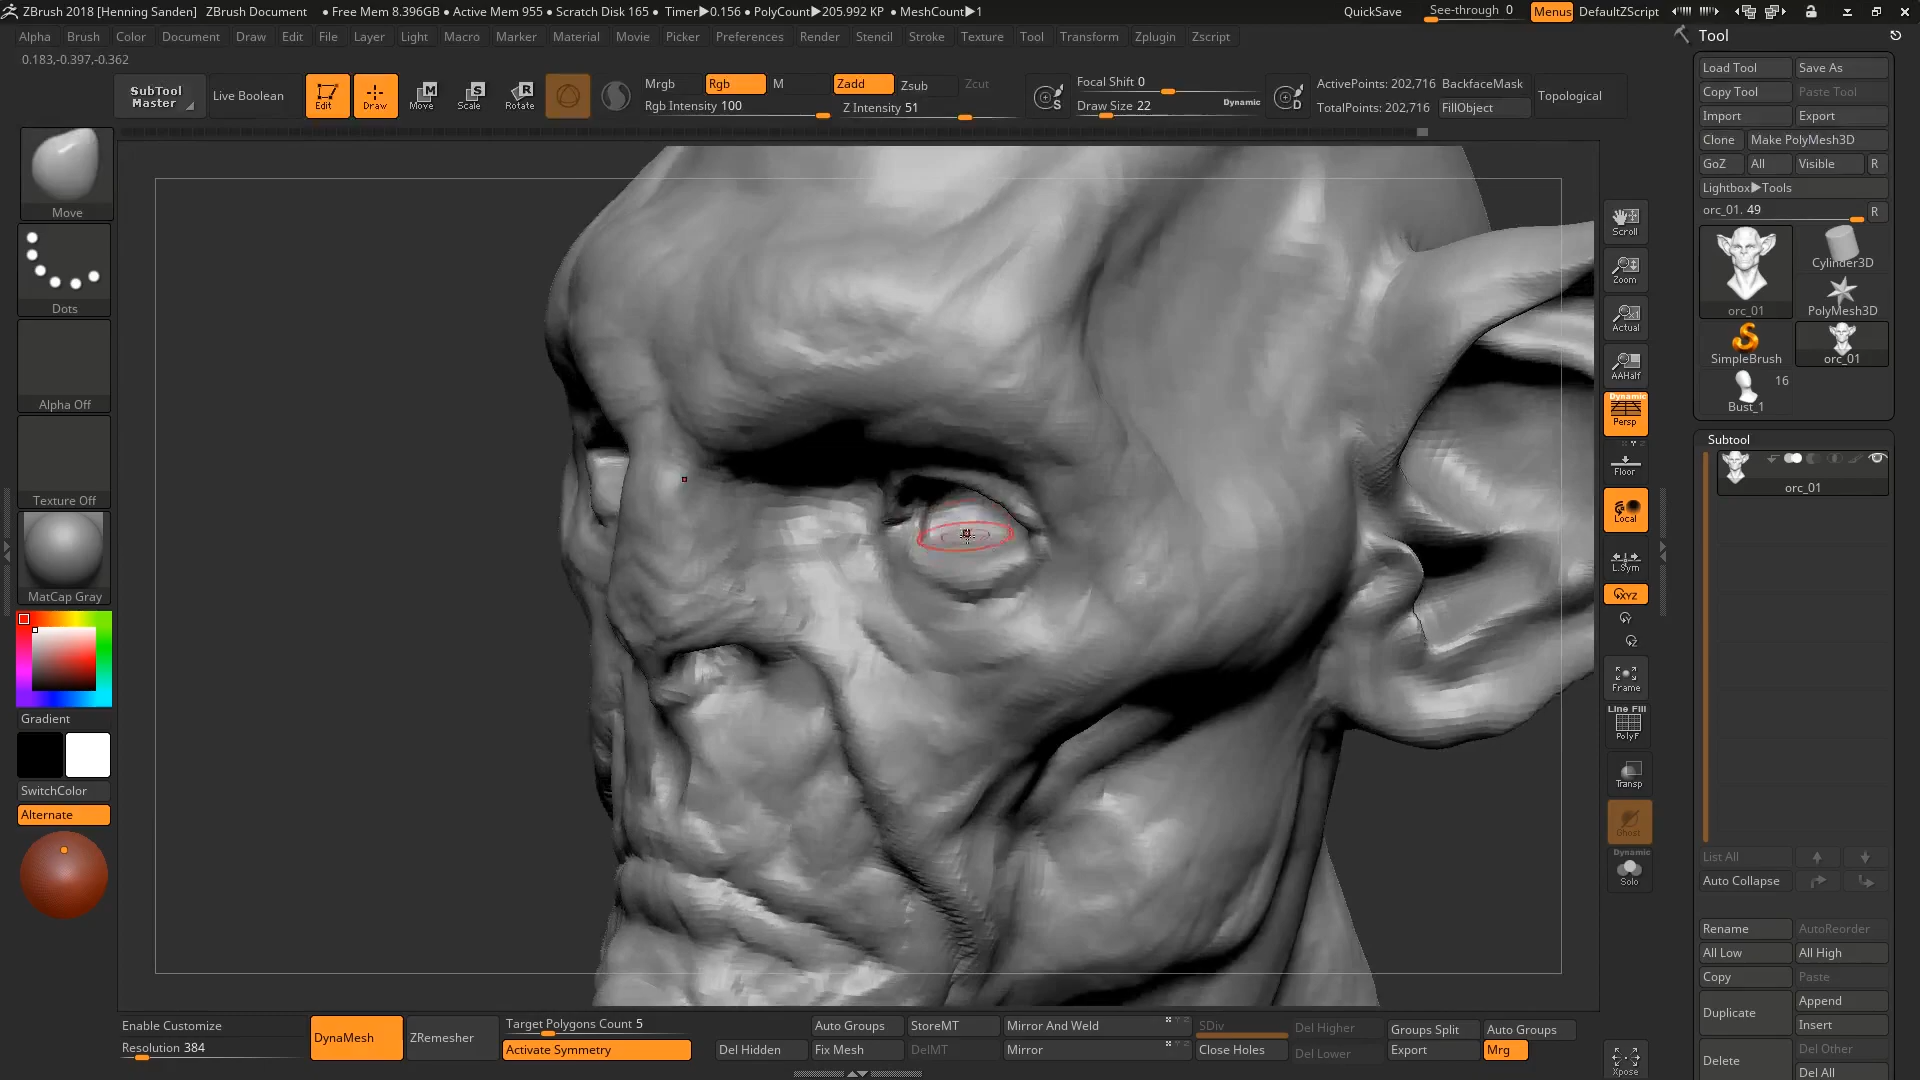 ZBrush 2018 [Henning Sanden] ZBrush Document • Free Mem 8.396GB • Active Mem 955 • Scratch Disk 165 • Timer▶0.156 • PolyCount▶205.992 KP • MeshCount▶1 QuickSave See-through 0 Menus DefaultZScript
Alpha Brush Color Document Draw Edit File Layer Light Macro Marker Material Movie Picker Preferences Render Stencil Stroke Texture Tool Transform Zplugin Zscript
0.183,-0.397,-0.362
SubTool Master
Live Boolean
Edit Draw Move Scale Rotate
Mrgb Rgb M Zadd Zsub Zcut
Rgb Intensity 100 Z Intensity 51
S
Focal Shift 0
Draw Size 22 Dynamic
D
ActivePoints: 202,716 BackfaceMask
TotalPoints: 202,716 FillObject
Topological
Move
Dots
Alpha Off
Texture Off
MatCap Gray
Gradient
SwitchColor
Alternate
Scroll
Zoom
Actual
AAHalf
Dynamic
Persp
Floor
Local
L.Sym
XYZ
Frame
Line Fill
PolyF
Transp
Ghost
Dynamic
Solo
Xpose
Tool
Load Tool Save As
Copy Tool Paste Tool
Import Export
Clone Make PolyMesh3D
GoZ All Visible R
Lightbox▶Tools
orc_01. 49 R
orc_01 Cylinder3D
PolyMesh3D
SimpleBrush orc_01
16
Bust_1
Subtool
orc_01
List All
Auto Collapse
Rename AutoReorder
All Low All High
Copy Paste
Duplicate Append
Insert
Delete Del Other
Del All
Enable Customize
Resolution 384
DynaMesh
ZRemesher
Target Polygons Count 5
Activate Symmetry
Auto Groups StoreMT Mirror And Weld SDiv Del Higher Groups Split Auto Groups
Del Hidden Fix Mesh DelMT Mirror Close Holes Del Lower Export Mrg